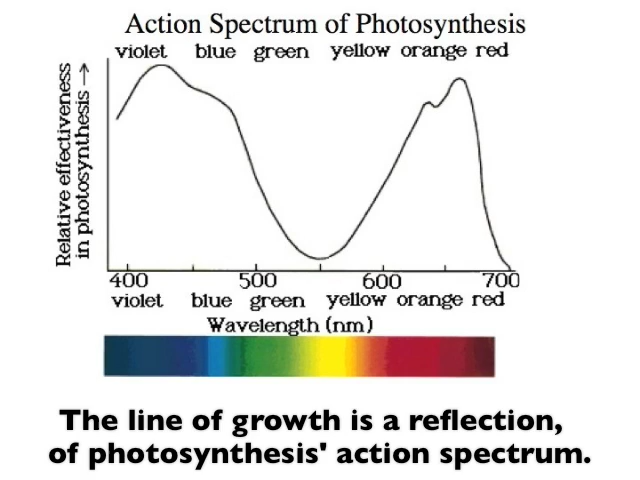 Action Spectrum of Photosynthesis
violet blue green yellow orange red
Relative effectiveness
in photosynthesis →
400 500 600 700
violet blue green yellow orange red
Wavelength (nm)
The line of growth is a reflection,
of photosynthesis' action spectrum.